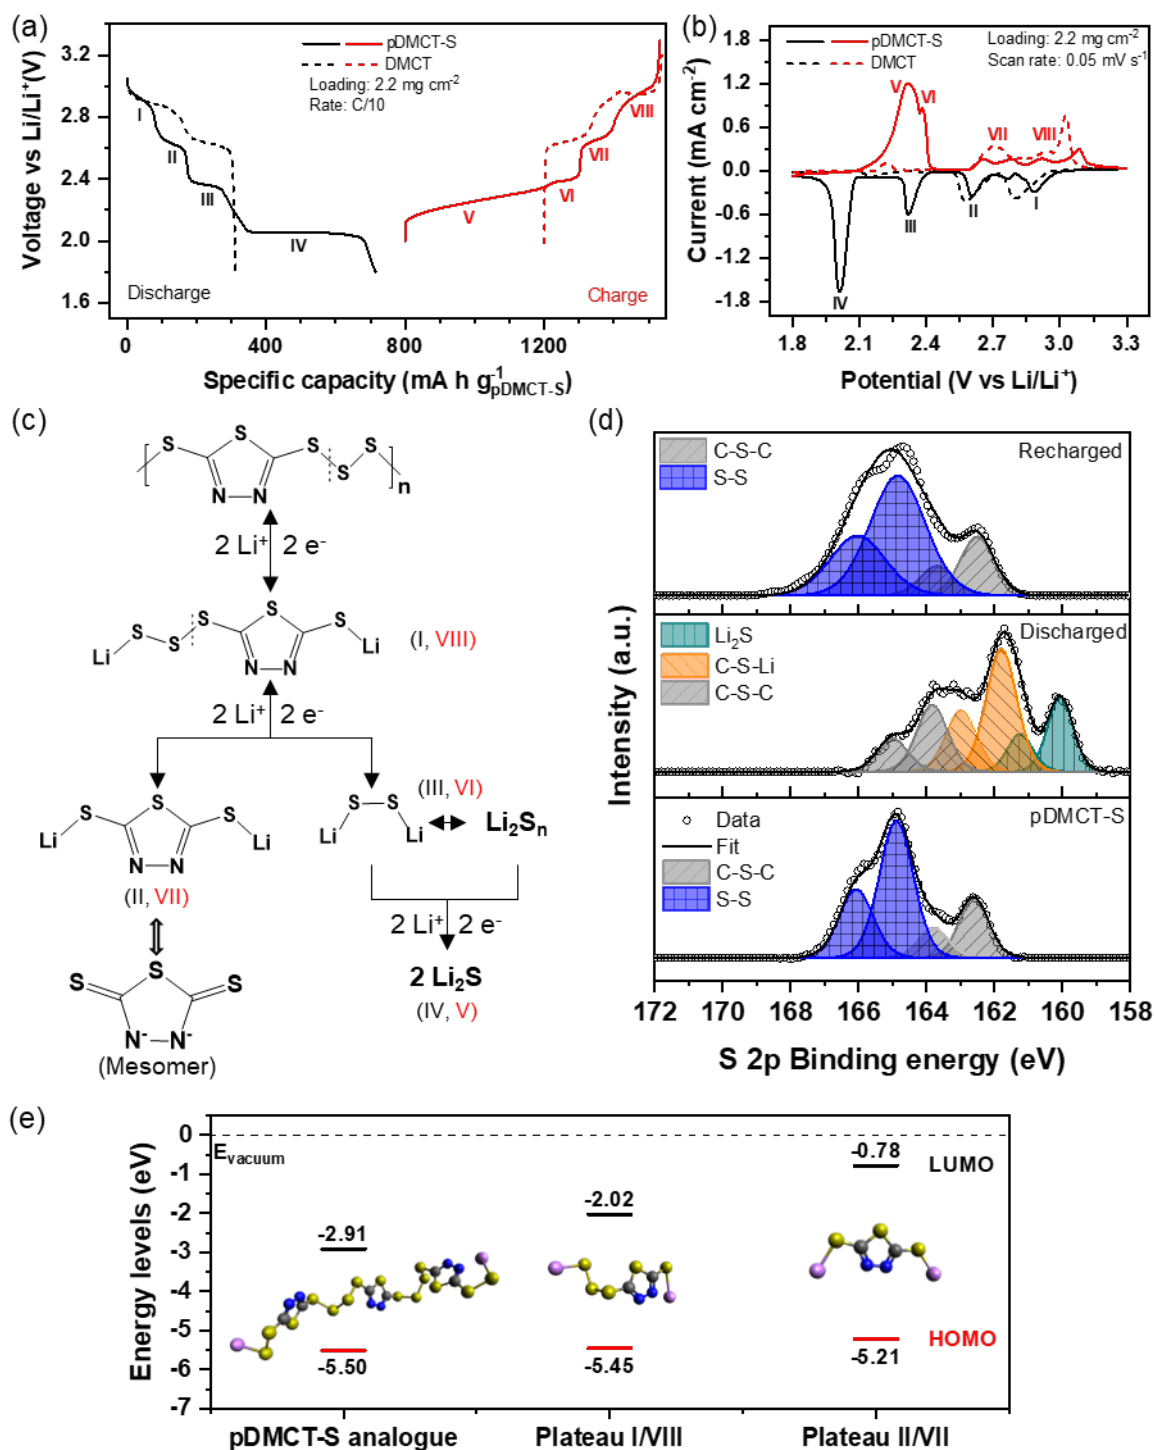 (a)
Voltage vs Li/Li⁺(V)
3.2
2.8
2.4
2.0
1.6
pDMCT-S
DMCT
Loading: 2.2 mg cm⁻²
Rate: C/10
I
II
III
IV
V
VI
VII
VIII
Discharge
Charge
0
400
800
1200
Specific capacity (mA h g⁻¹pDMCT-S)
(b)
Current (mA cm⁻²)
1.8
1.2
0.6
0.0
-0.6
-1.2
-1.8
pDMCT-S
DMCT
Loading: 2.2 mg cm⁻²
Scan rate: 0.05 mV s⁻¹
V
VI
VII
VIII
I
II
III
IV
1.8
2.1
2.4
2.7
3.0
3.3
Potential (V vs Li/Li⁺)
(c)
S
S
S
S
S
N
N
n
2 Li⁺
2 e⁻
S
S
S
S
S
Li
Li
N
N
(I, VIII)
2 Li⁺
2 e⁻
S
S
S
Li
Li
N
N
(II, VII)
S
S
Li
Li
(III, VI)
Li₂Sₙ
2 Li⁺
2 e⁻
2 Li₂S
(IV, V)
S
S
S
N⁻
N⁻
(Mesomer)
(d)
Intensity (a.u.)
C-S-C
S-S
Recharged
Li₂S
C-S-Li
C-S-C
Discharged
Data
Fit
C-S-C
S-S
pDMCT-S
172
170
168
166
164
162
160
158
S 2p Binding energy (eV)
(e)
Energy levels (eV)
0
-1
-2
-3
-4
-5
-6
-7
Evacuum
-2.91
-5.50
-2.02
-5.45
-0.78
-5.21
LUMO
HOMO
pDMCT-S analogue
Plateau I/VIII
Plateau II/VII